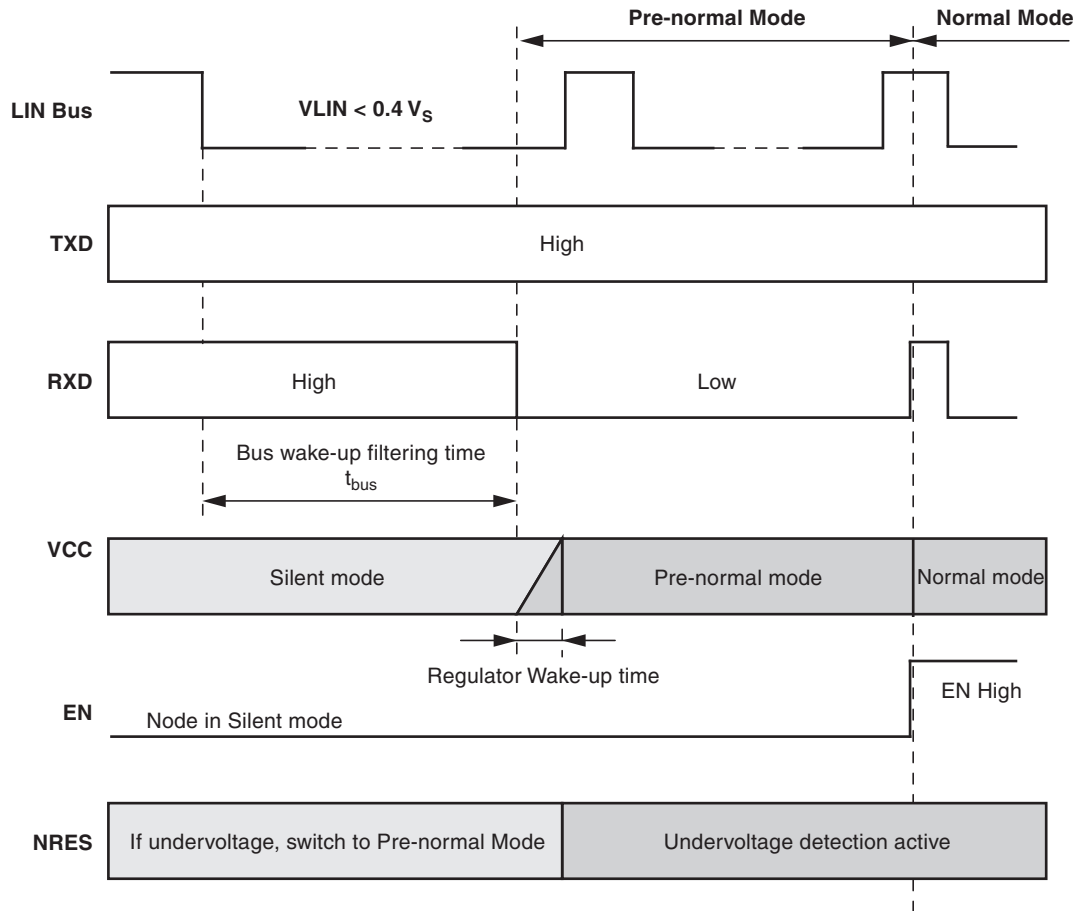 Pre-normal Mode
Normal Mode
LIN Bus
VLIN < 0.4 VS
TXD
High
RXD
High
Low
Bus wake-up filtering time
tbus
VCC
Silent mode
Pre-normal mode
Normal mode
Regulator Wake-up time
EN
Node in Silent mode
EN High
NRES
If undervoltage, switch to Pre-normal Mode
Undervoltage detection active